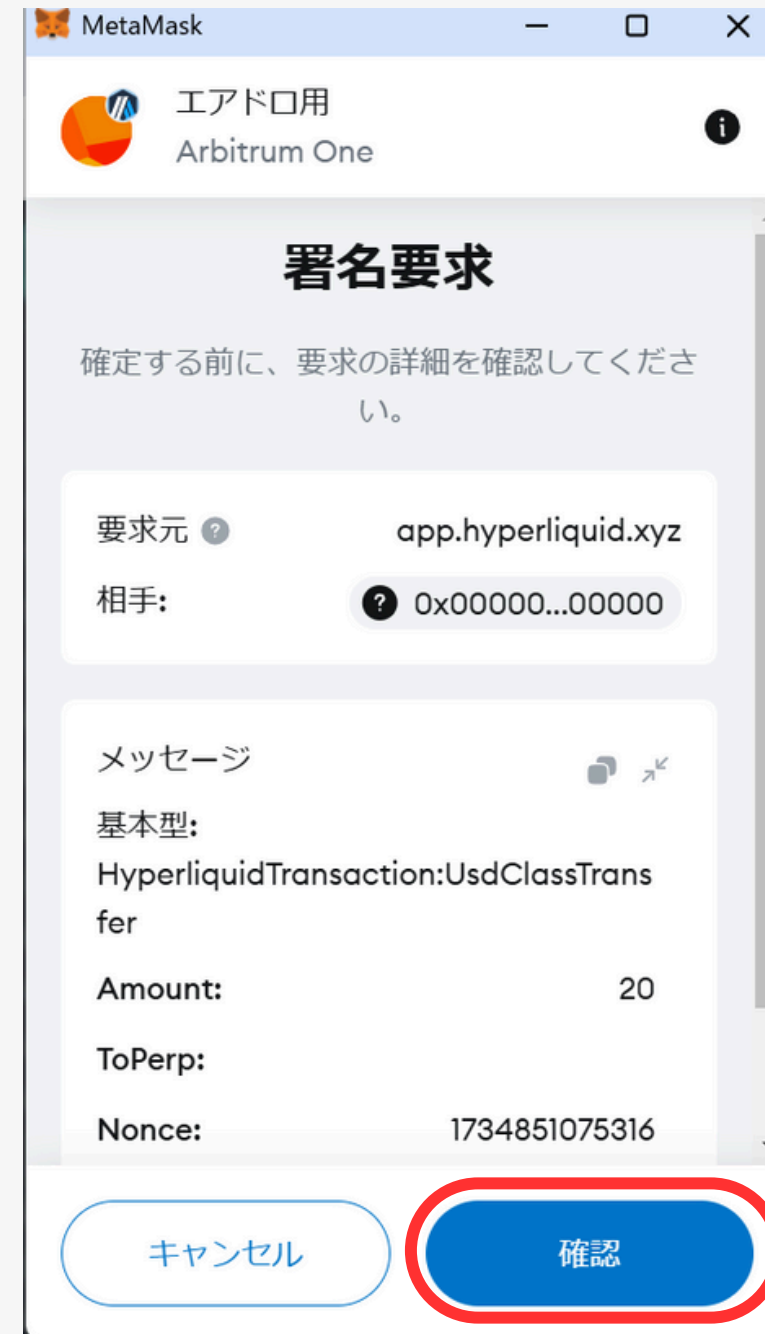 MetaMask
エアドロ用
Arbitrum One
署名要求
確定する前に、要求の詳細を確認してくださ
い。
要求元 app.hyperliquid.xyz
相手: 0x00000...00000
メッセージ
基本型:
HyperliquidTransaction:UsdClassTrans
fer
Amount: 20
ToPerp:
Nonce: 1734851075316
キャンセル 確認